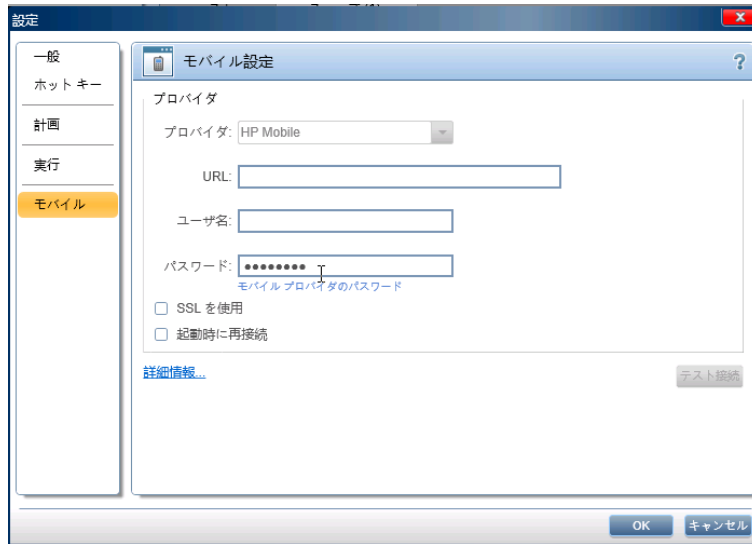 設定
一般
ホット キー
計画
実行
モバイル
モバイル設定
?
プロバイダ
プロバイダ: HP Mobile
URL:
ユーザ名:
パスワード: ●●●●●●●●
モバイル プロバイダのパスワード
SSL を使用
起動時に再接続
詳細情報...
テスト接続
OK キャンセル